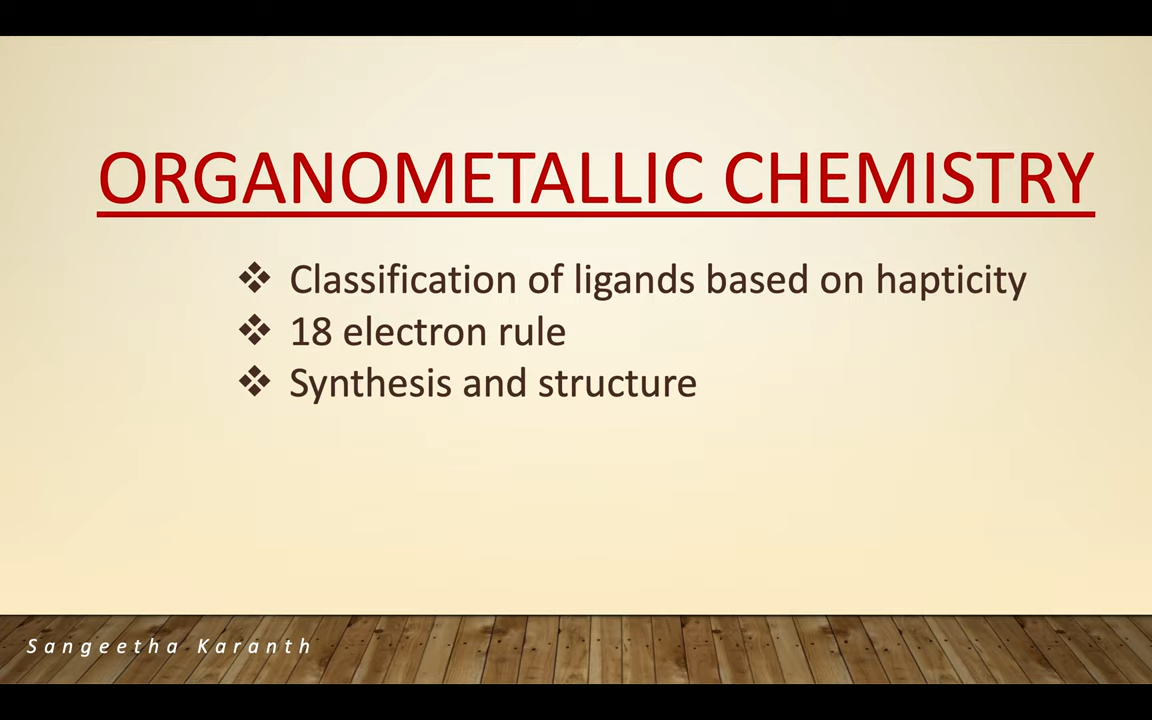 ORGANOMETALLIC CHEMISTRY
❖ Classification of ligands based on hapticity
❖ 18 electron rule
❖ Synthesis and structure
Sangeetha Karanth